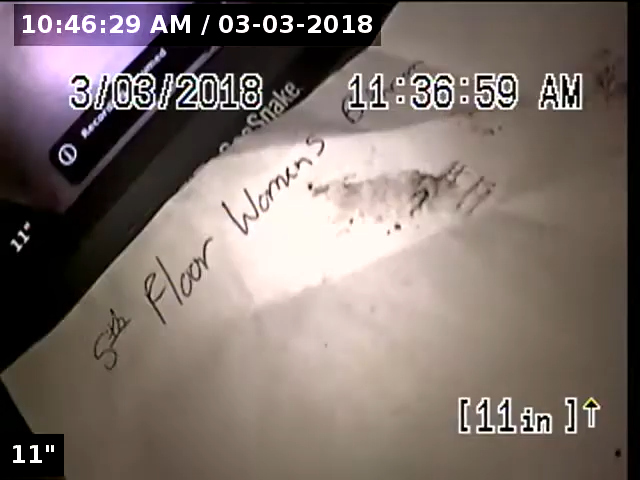 10:46:29 AM / 03-03-2018
3/03/2018 11:36:59 AM
Snake
11"
5th Floor Womens
[11in]↑
11"